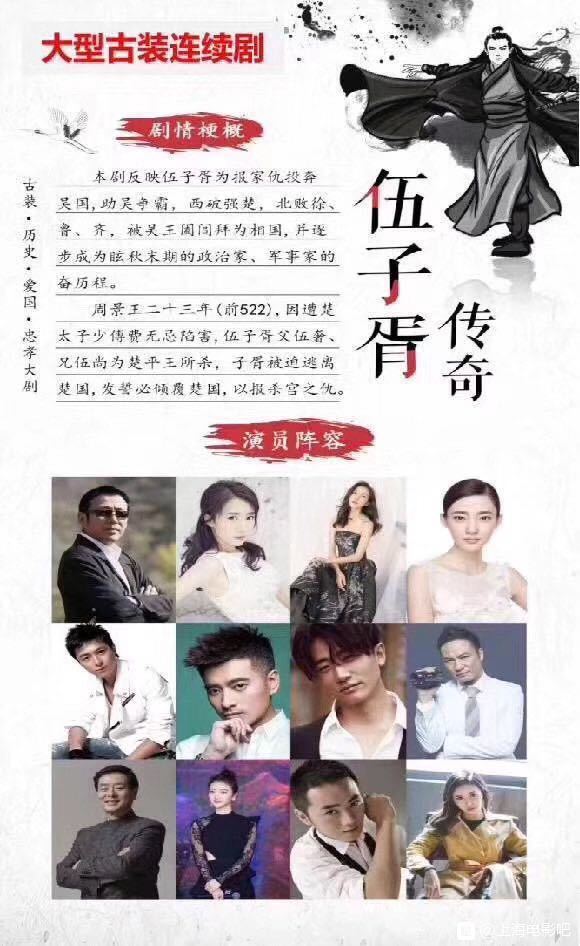 大型古装连续剧
剧情梗概
本剧反映伍子胥为报家仇投奔
吴国,助吴争霸,西破强楚,北败徐、
鲁、齐,被吴王阖闾拜为相国,并逐
步成为眩秋末期的政治家、军事家的
奋历程。
周景王二十三年(前522),因遭楚
太子少傅费无忌陷害,伍子胥父伍奢、
兄伍尚为楚平王所杀,子胥被迫逃离
楚国,发誓必倾覆楚国,以报杀宫之仇。
古装·历史·爱国·忠孝大剧
伍子胥
传奇
演员阵容
@上海电影吧